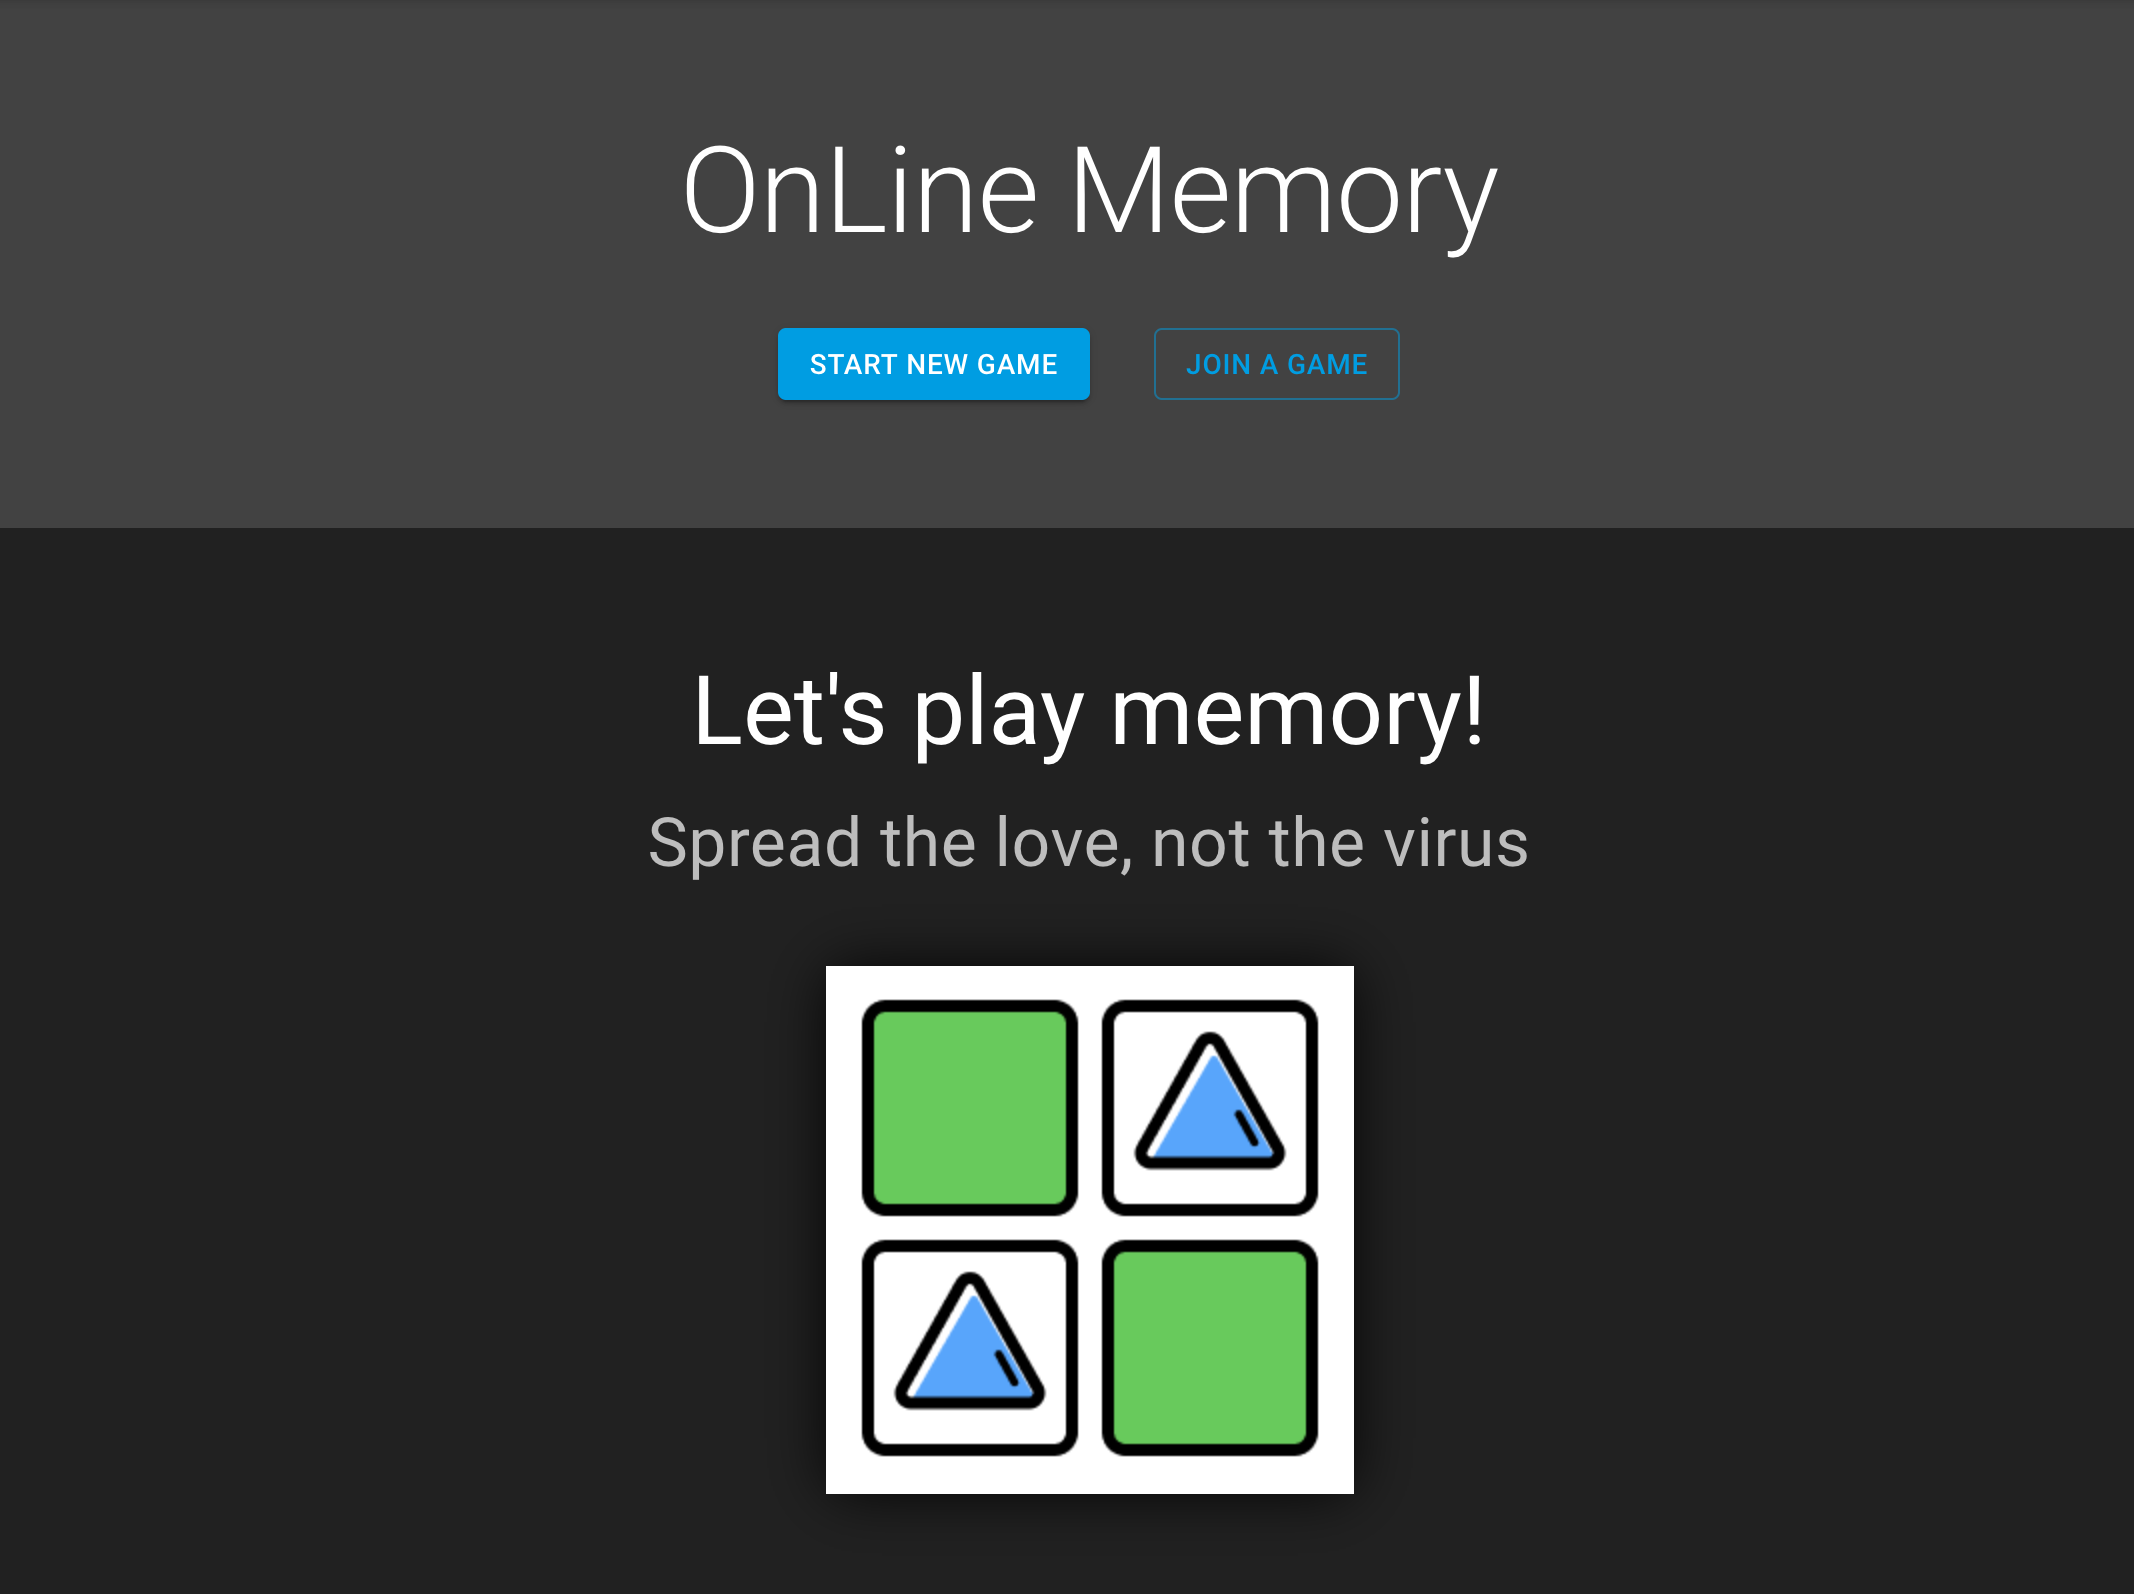 OnLine Memory
START NEW GAME
JOIN A GAME
Let's play memory!
Spread the love, not the virus